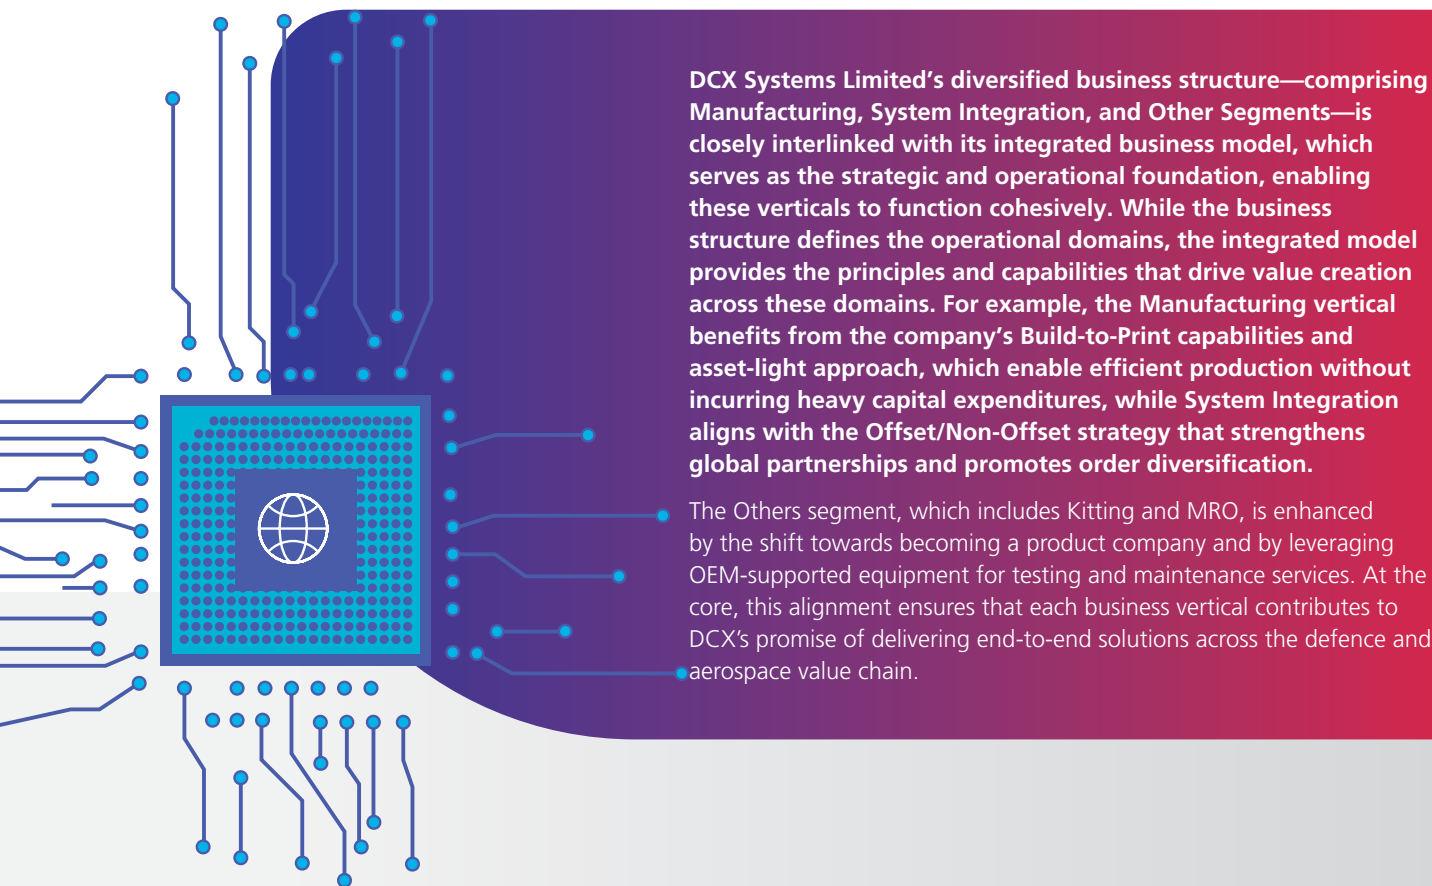 DCX Systems Limited’s diversified business structure—comprising
Manufacturing, System Integration, and Other Segments—is
closely interlinked with its integrated business model, which
serves as the strategic and operational foundation, enabling
these verticals to function cohesively. While the business
structure defines the operational domains, the integrated model
provides the principles and capabilities that drive value creation
across these domains. For example, the Manufacturing vertical
benefits from the company’s Build-to-Print capabilities and
asset-light approach, which enable efficient production without
incurring heavy capital expenditures, while System Integration
aligns with the Offset/Non-Offset strategy that strengthens
global partnerships and promotes order diversification.
The Others segment, which includes Kitting and MRO, is enhanced
by the shift towards becoming a product company and by leveraging
OEM-supported equipment for testing and maintenance services. At the
core, this alignment ensures that each business vertical contributes to
DCX’s promise of delivering end-to-end solutions across the defence and
aerospace value chain.